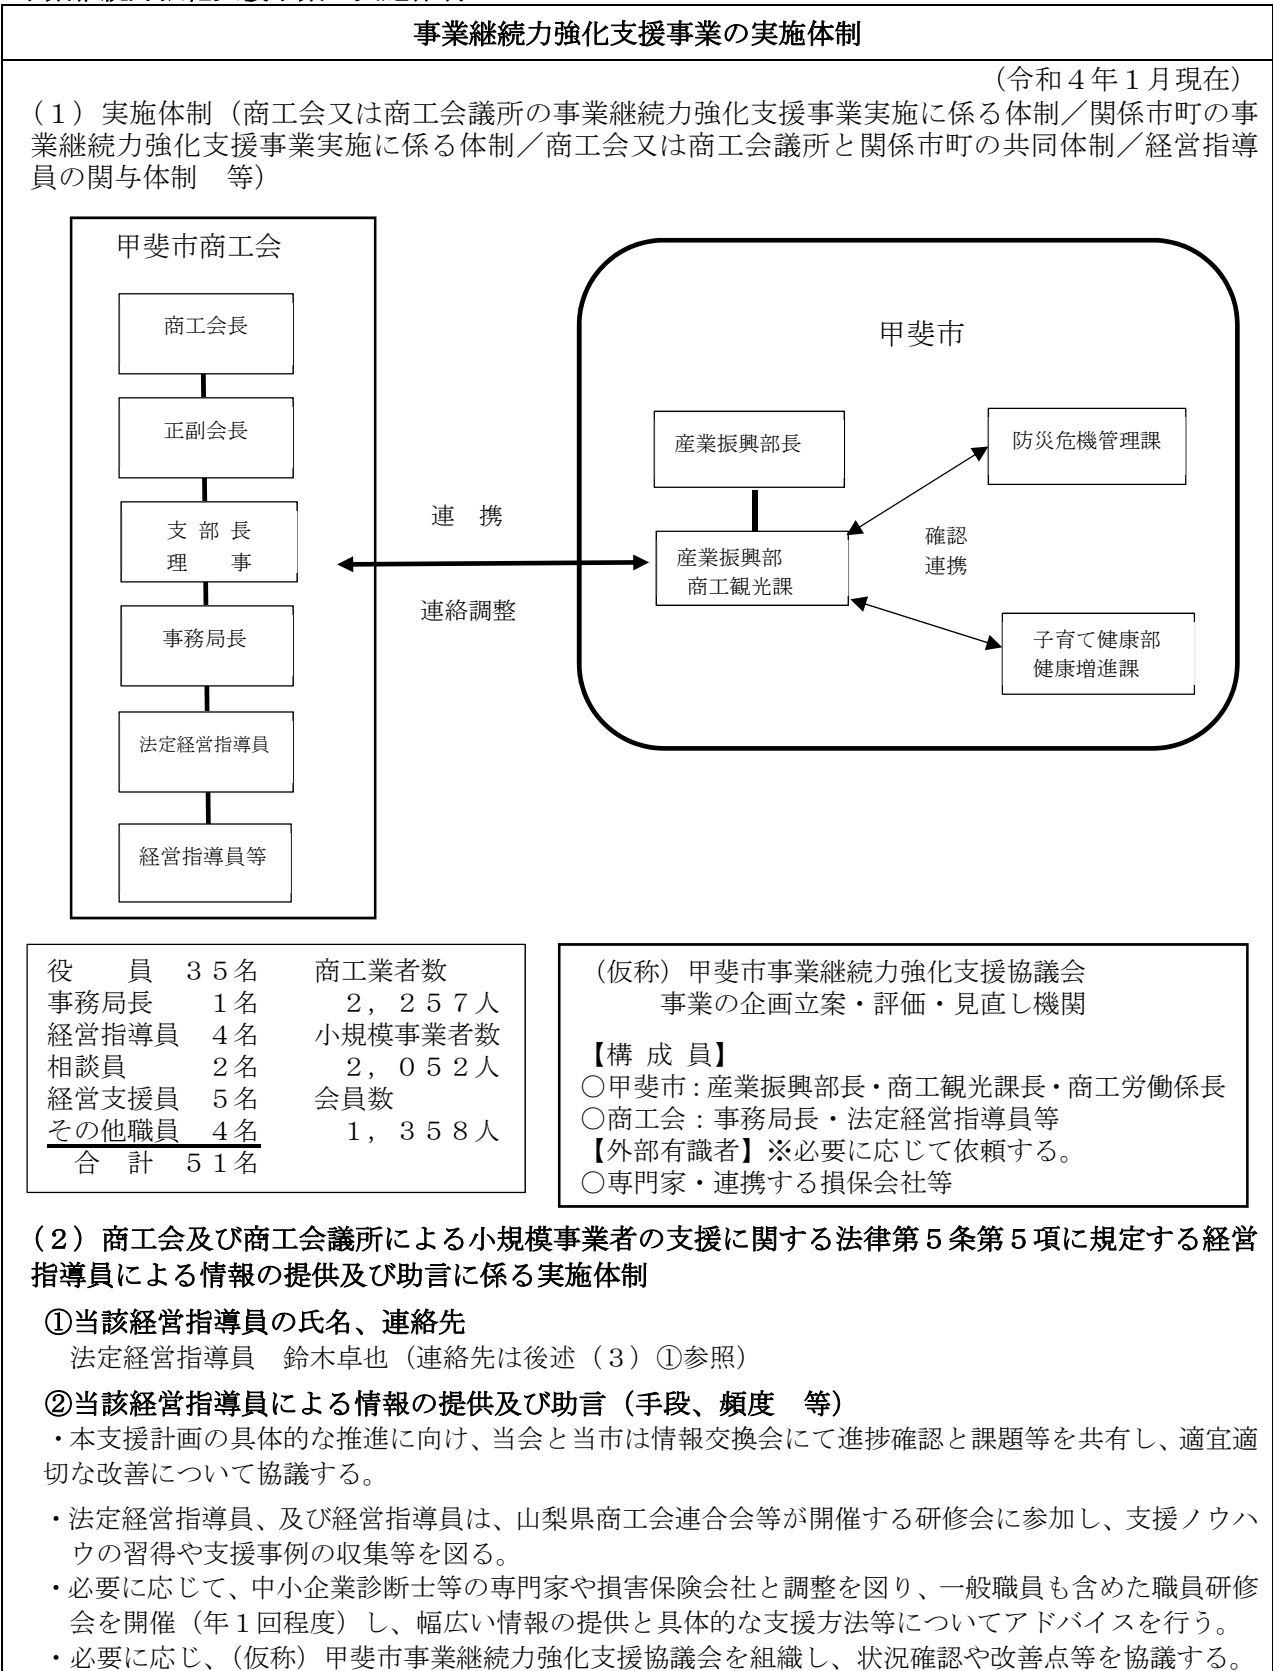 事業継続力強化支援事業の実施体制
(令和4年1月現在)
(1)実施体制(商工会又は商工会議所の事業継続力強化支援事業実施に係る体制/関係市町の事
業継続力強化支援事業実施に係る体制/商工会又は商工会議所と関係市町の共同体制/経営指導
員の関与体制 等)
甲斐市商工会
商工会長
正副会長
支 部 長
理 事
事務局長
法定経営指導員
経営指導員等
連 携
連絡調整
甲斐市
産業振興部長
産業振興部
商工観光課
防災危機管理課
確認
連携
子育て健康部
健康増進課
役 員 35名 商工業者数
事務局長 1名 2,257人
経営指導員 4名 小規模事業者数
相談員 2名 2,052人
経営支援員 5名 会員数
その他職員 4名 1,358人
合 計 51名
(仮称)甲斐市事業継続力強化支援協議会
事業の企画立案・評価・見直し機関
【構 成 員】
○甲斐市:産業振興部長・商工観光課長・商工労働係長
○商工会:事務局長・法定経営指導員等
【外部有識者】※必要に応じて依頼する。
○専門家・連携する損保会社等
(2)商工会及び商工会議所による小規模事業者の支援に関する法律第5条第5項に規定する経営
指導員による情報の提供及び助言に係る実施体制
①当該経営指導員の氏名、連絡先
法定経営指導員 鈴木卓也(連絡先は後述(3)①参照)
②当該経営指導員による情報の提供及び助言(手段、頻度 等)
・本支援計画の具体的な推進に向け、当会と当市は情報交換会にて進捗確認と課題等を共有し、適宜適
切な改善について協議する。
・法定経営指導員、及び経営指導員は、山梨県商工会連合会等が開催する研修会に参加し、支援ノウハ
ウの習得や支援事例の収集等を図る。
・必要に応じて、中小企業診断士等の専門家や損害保険会社と調整を図り、一般職員も含めた職員研修
会を開催(年1回程度)し、幅広い情報の提供と具体的な支援方法等についてアドバイスを行う。
・必要に応じ、(仮称)甲斐市事業継続力強化支援協議会を組織し、状況確認や改善点等を協議する。